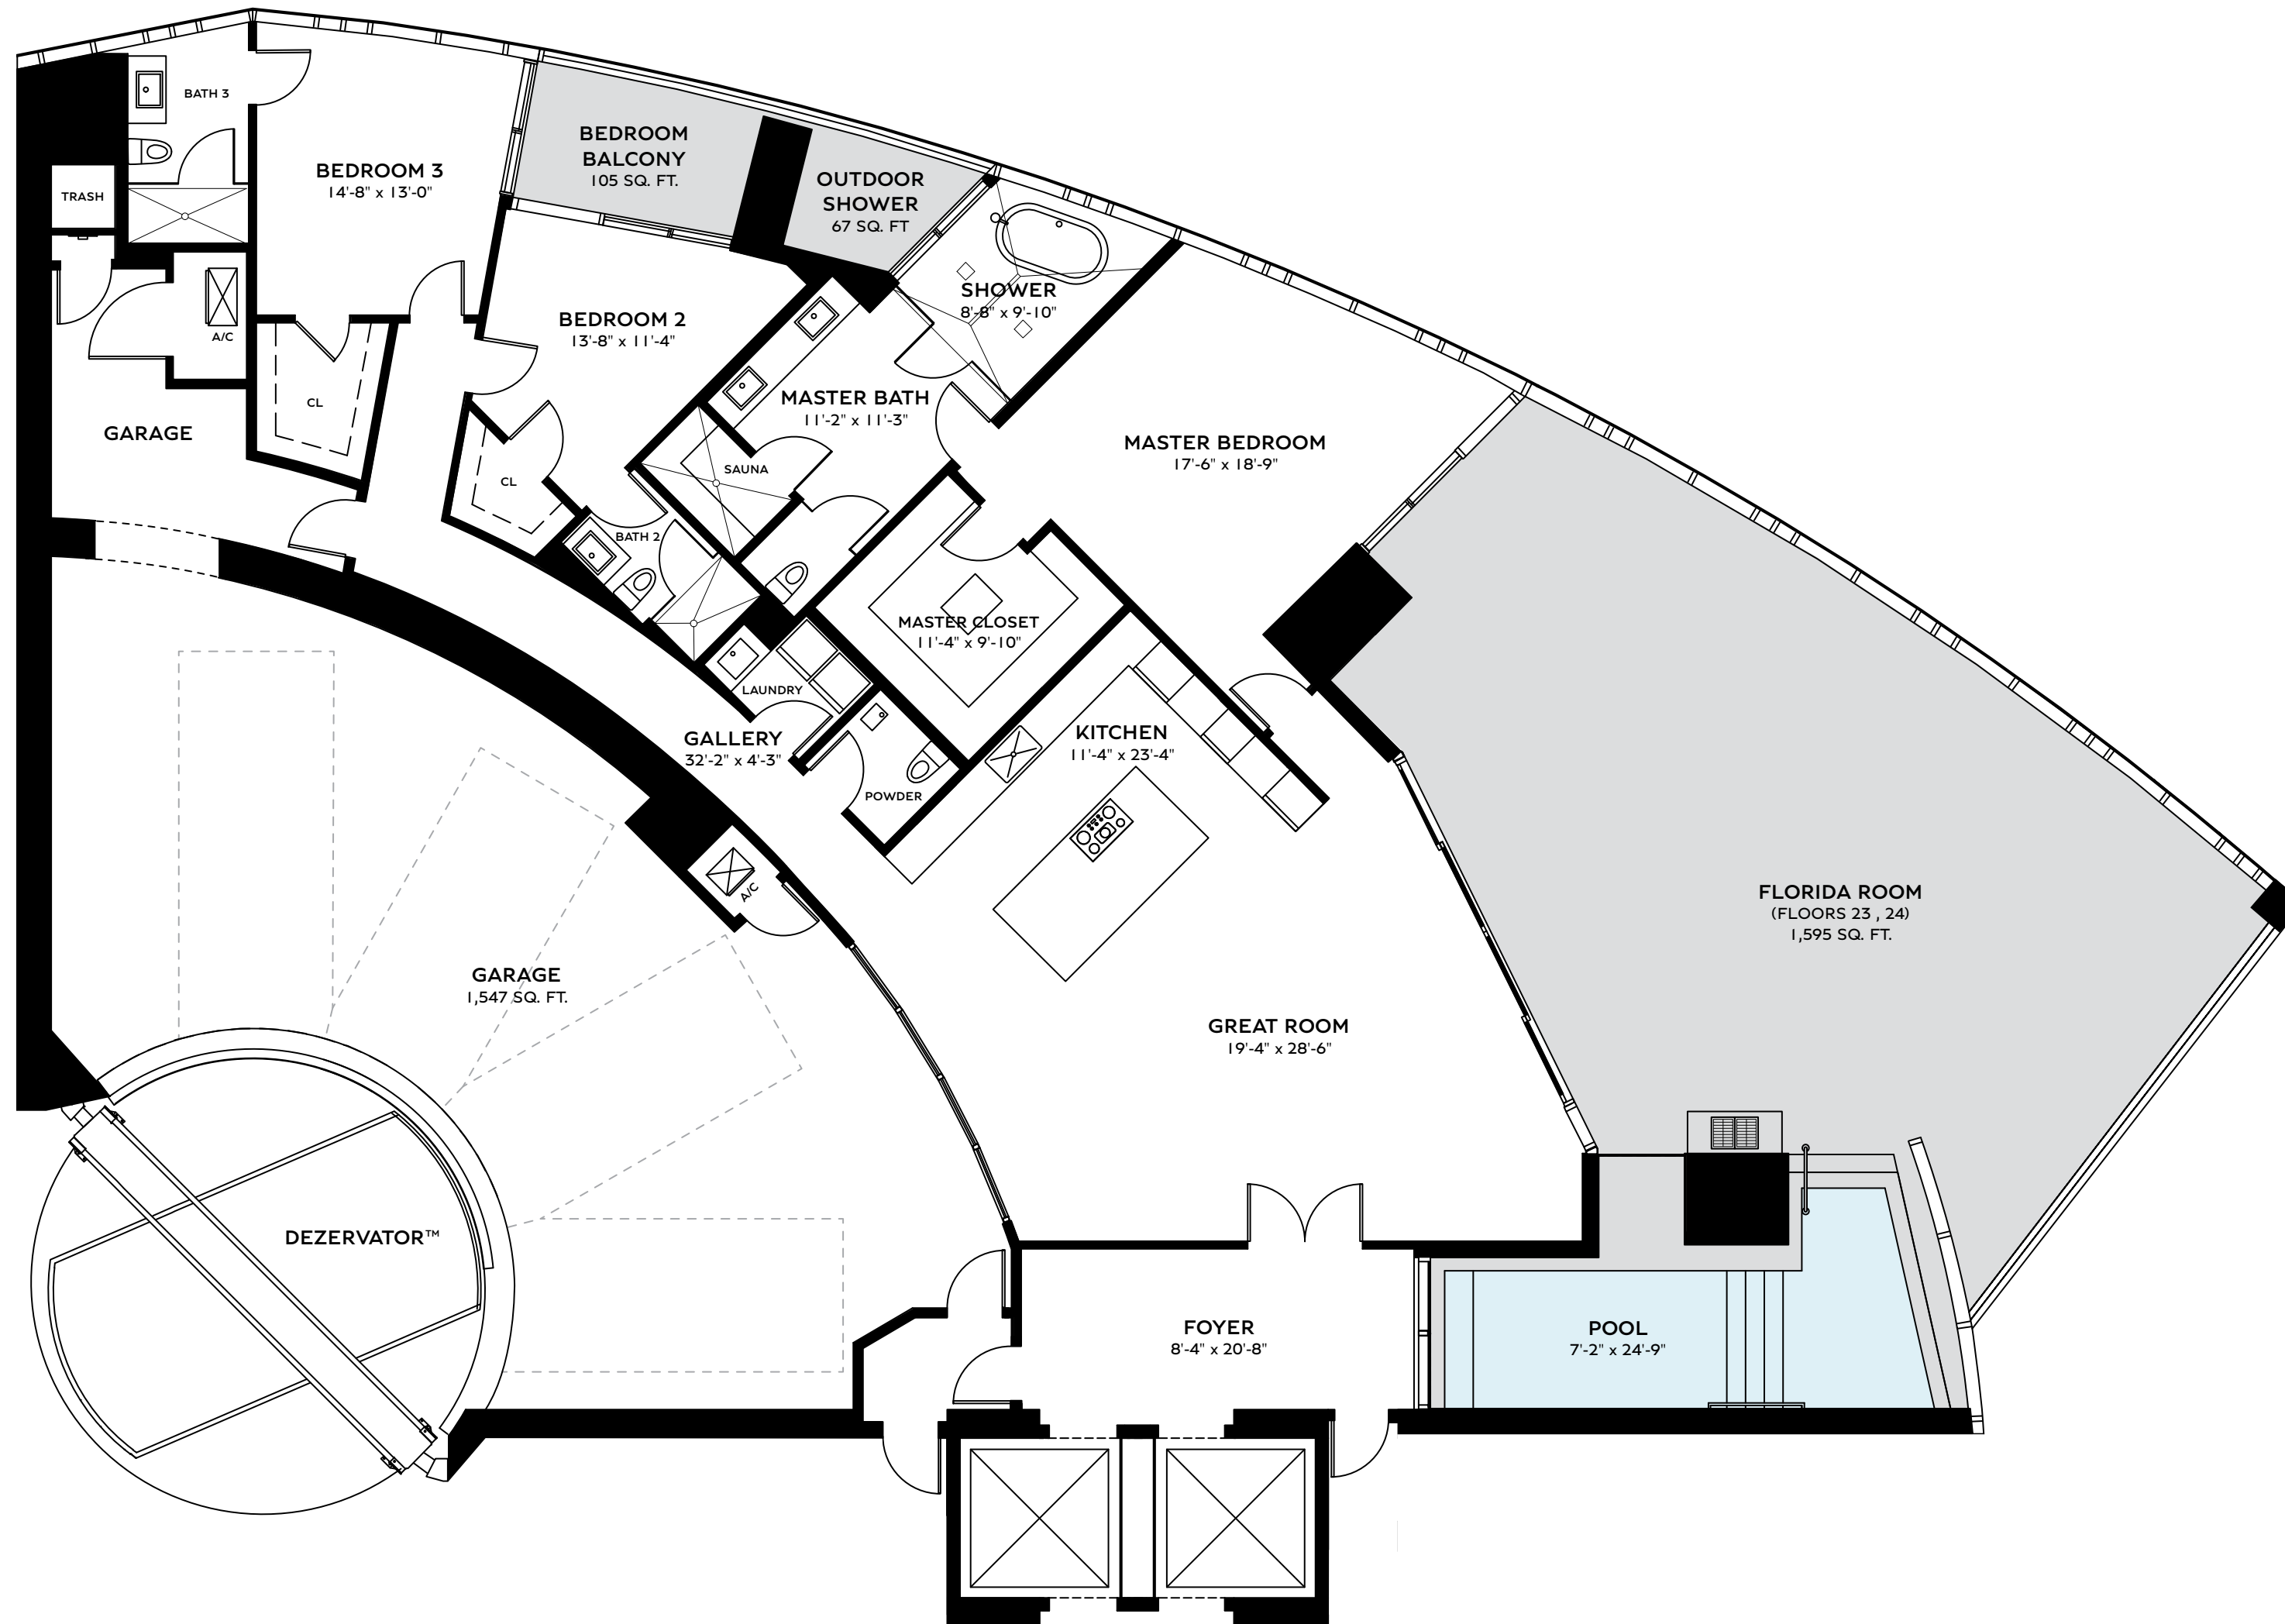 BATH 3
BEDROOM 3
14'-8" x 13'-0"
TRASH
A/C
CL
GARAGE
BEDROOM
BALCONY
105 SQ. FT.
OUTDOOR
SHOWER
67 SQ. FT
SHOWER
8'-8" x 9'-10"
BEDROOM 2
13'-8" x 11'-4"
MASTER BATH
11'-2" x 11'-3"
SAUNA
CL
BATH 2
MASTER BEDROOM
17'-6" x 18'-9"
MASTER CLOSET
11'-4" x 9'-10"
LAUNDRY
GALLERY
32'-2" x 4'-3"
POWDER
KITCHEN
11'-4" x 23'-4"
A/C
GARAGE
1,547 SQ. FT.
GREAT ROOM
19'-4" x 28'-6"
FLORIDA ROOM
(FLOORS 23 , 24)
1,595 SQ. FT.
DEZERVATOR™
FOYER
8'-4" x 20'-8"
POOL
7'-2" x 24'-9"